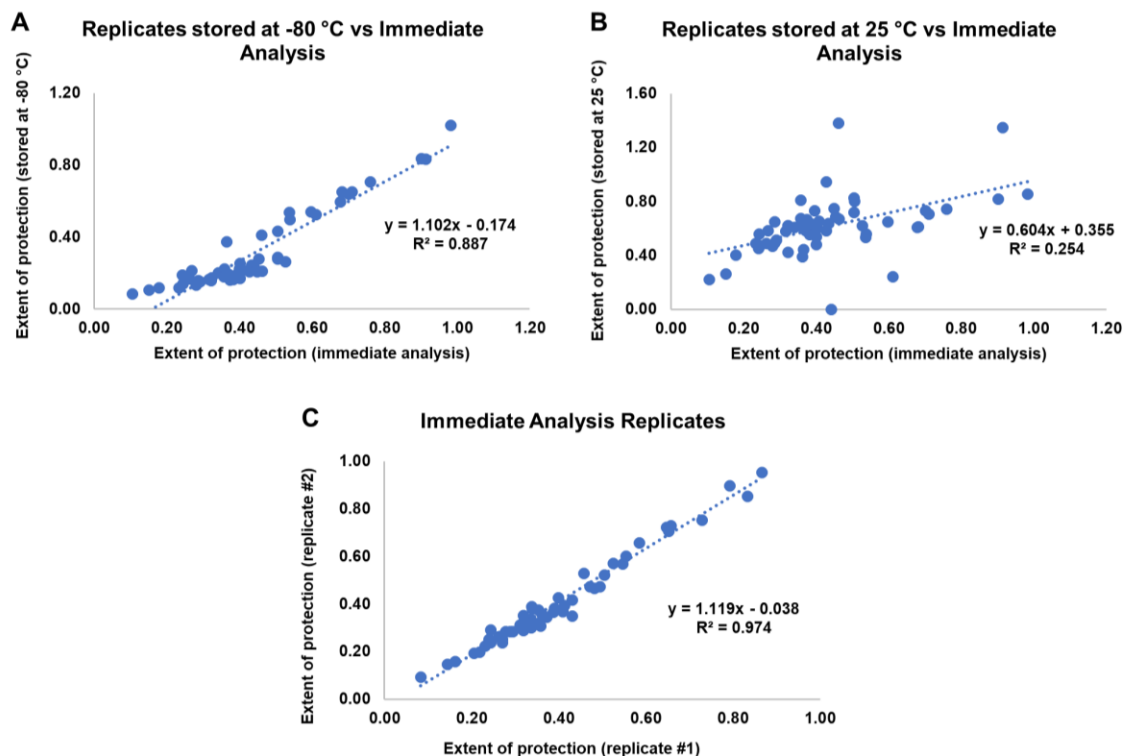 A
Replicates stored at -80 °C vs Immediate
Analysis
Extent of protection (stored at -80 °C)
1.20
0.80
0.40
0.00
y = 1.102x - 0.174
R² = 0.887
0.00 0.20 0.40 0.60 0.80 1.00 1.20
Extent of protection (immediate analysis)
B
Replicates stored at 25 °C vs Immediate
Analysis
Extent of protection (stored at 25 °C)
1.60
1.20
0.80
0.40
0.00
y = 0.604x + 0.355
R² = 0.254
0.00 0.20 0.40 0.60 0.80 1.00 1.20
Extent of protection (immediate analysis)
C
Immediate Analysis Replicates
Extent of protection (replicate #2)
1.00
0.80
0.60
0.40
0.20
0.00
y = 1.119x - 0.038
R² = 0.974
0.00 0.20 0.40 0.60 0.80 1.00
Extent of protection (replicate #1)